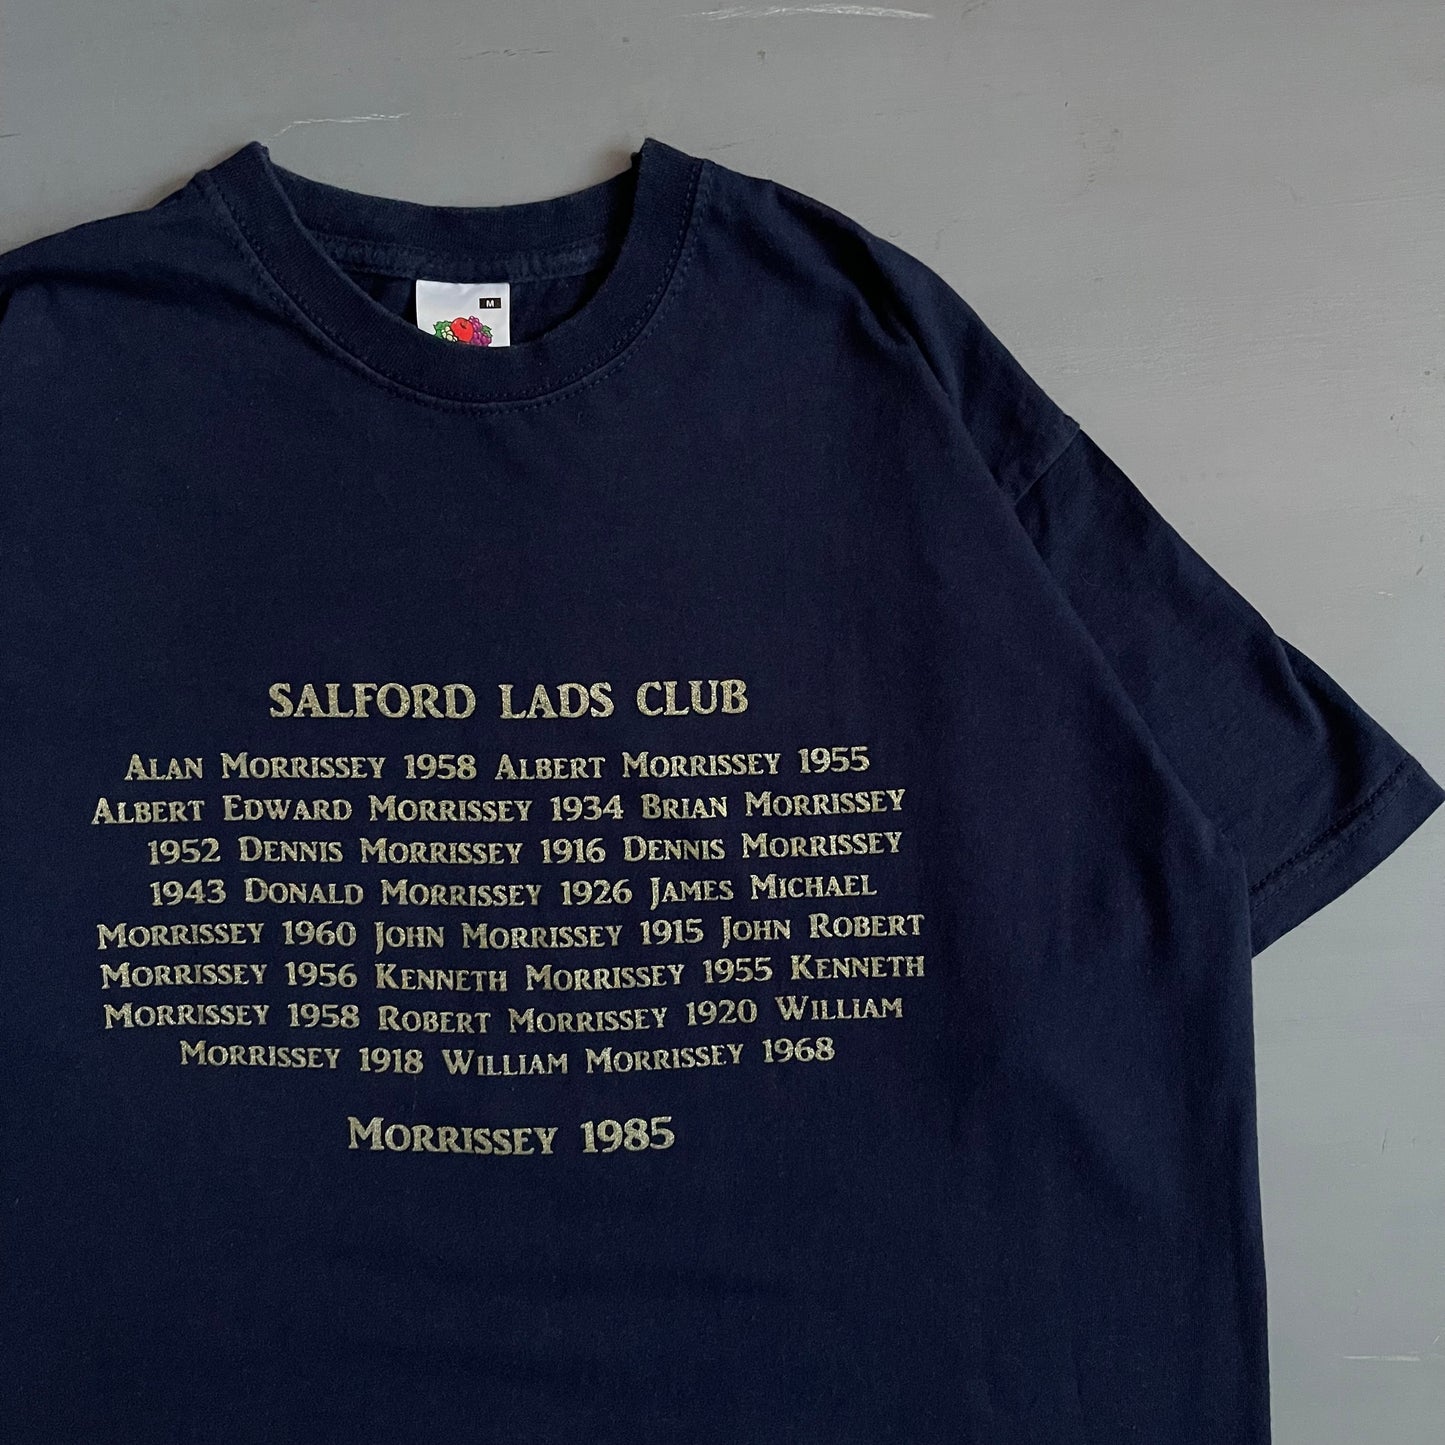 M
SALFORD LADS CLUB
ALAN MORRISSEY 1958 ALBERT MORRISSEY 1955
ALBERT EDWARD MORRISSEY 1934 BRIAN MORRISSEY
1952 DENNIS MORRISSEY 1916 DENNIS MORRISSEY
1943 DONALD MORRISSEY 1926 JAMES MICHAEL
MORRISSEY 1960 JOHN MORRISSEY 1915 JOHN ROBERT
MORRISSEY 1956 KENNETH MORRISSEY 1955 KENNETH
MORRISSEY 1958 ROBERT MORRISSEY 1920 WILLIAM
MORRISSEY 1918 WILLIAM MORRISSEY 1968
MORRISSEY 1985